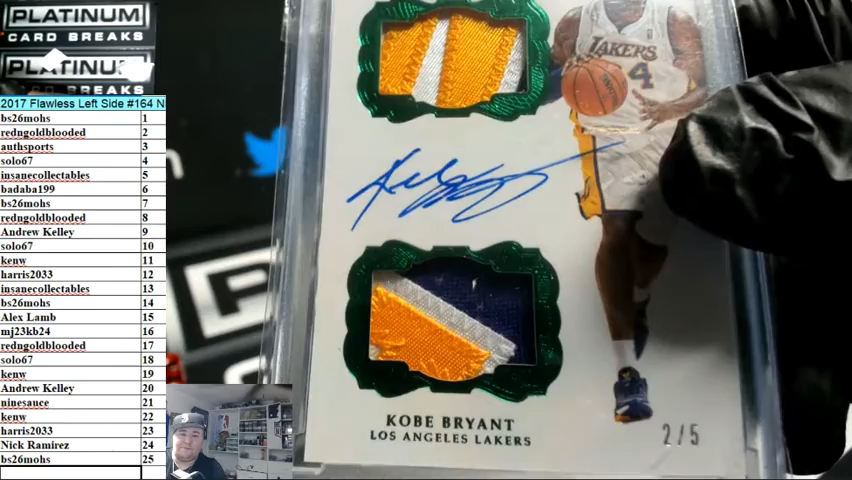 PLATINUM
CARD BREAKS
PLATINUM
CARD BREAKS
2017 Flawless Left Side #164 N
bs26mohs 1
redngoldblooded 2
authsports 3
solo67 4
insanecollectables 5
badaba199 6
bs26mohs 7
redngoldblooded 8
Andrew Kelley 9
solo67 10
kenw 11
harris2033 12
insanecollectables 13
bs26mohs 14
Alex Lamb 15
mj23kb24 16
redngoldblooded 17
solo67 18
kenw 19
Andrew Kelley 20
ninesauce 21
kenw 22
harris2033 23
Nick Ramirez 24
bs26mohs 25
LAKERS
4
KOBE BRYANT
LOS ANGELES LAKERS
2/5